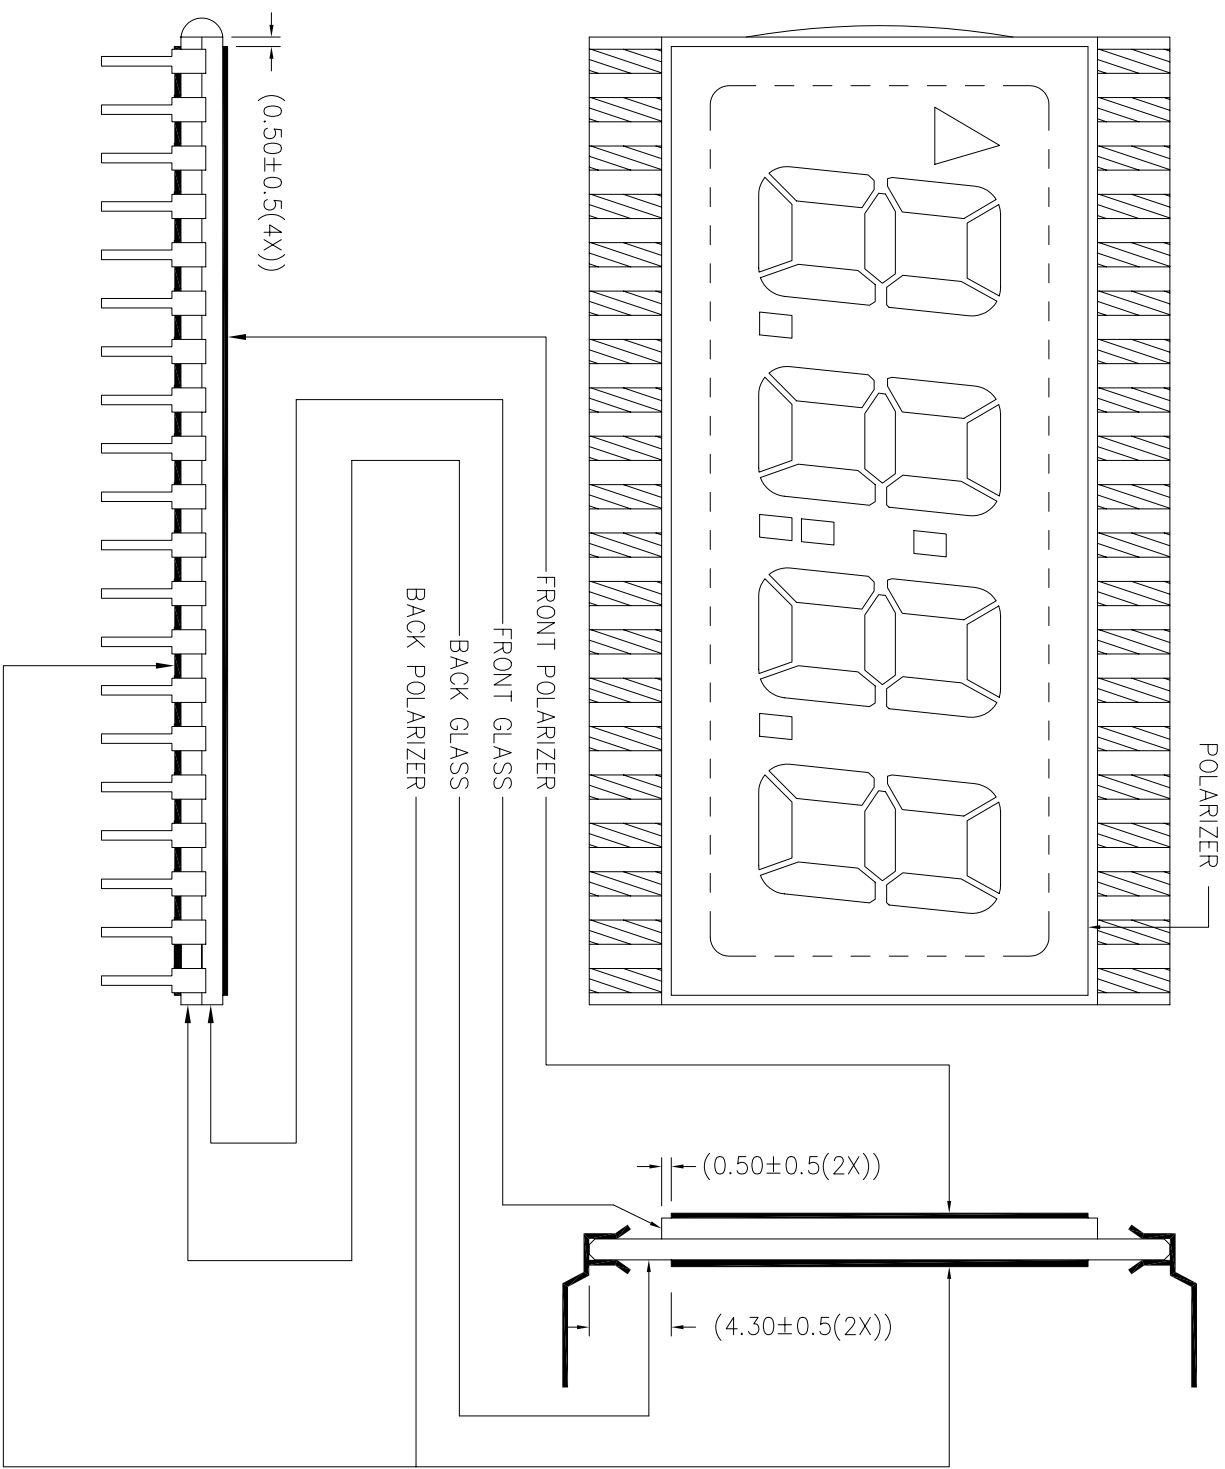 POLARIZER
FRONT POLARIZER
FRONT GLASS
BACK GLASS
BACK POLARIZER
(0.50±0.5(4X))
(0.50±0.5(2X))
(4.30±0.5(2X))